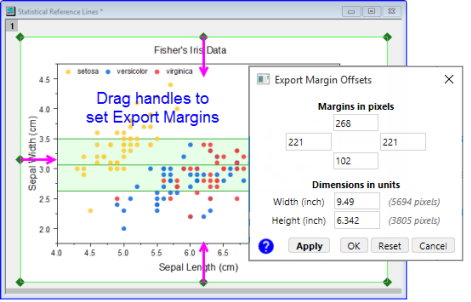 Statistical Reference Lines *
1
Fisher's Iris Data
setosa versicolor virginica
Drag handles to
set Export Margins
Sepal Width (cm)
4.5
4.0
3.5
3.0
2.5
2.0
4.0 4.5 5.0 5.5 6.0 6.5
Sepal Length (cm)
Export Margin Offsets
Margins in pixels
268
221 221
102
Dimensions in units
Width (inch) 9.49 (5694 pixels)
Height (inch) 6.342 (3805 pixels)
? Apply OK Reset Cancel